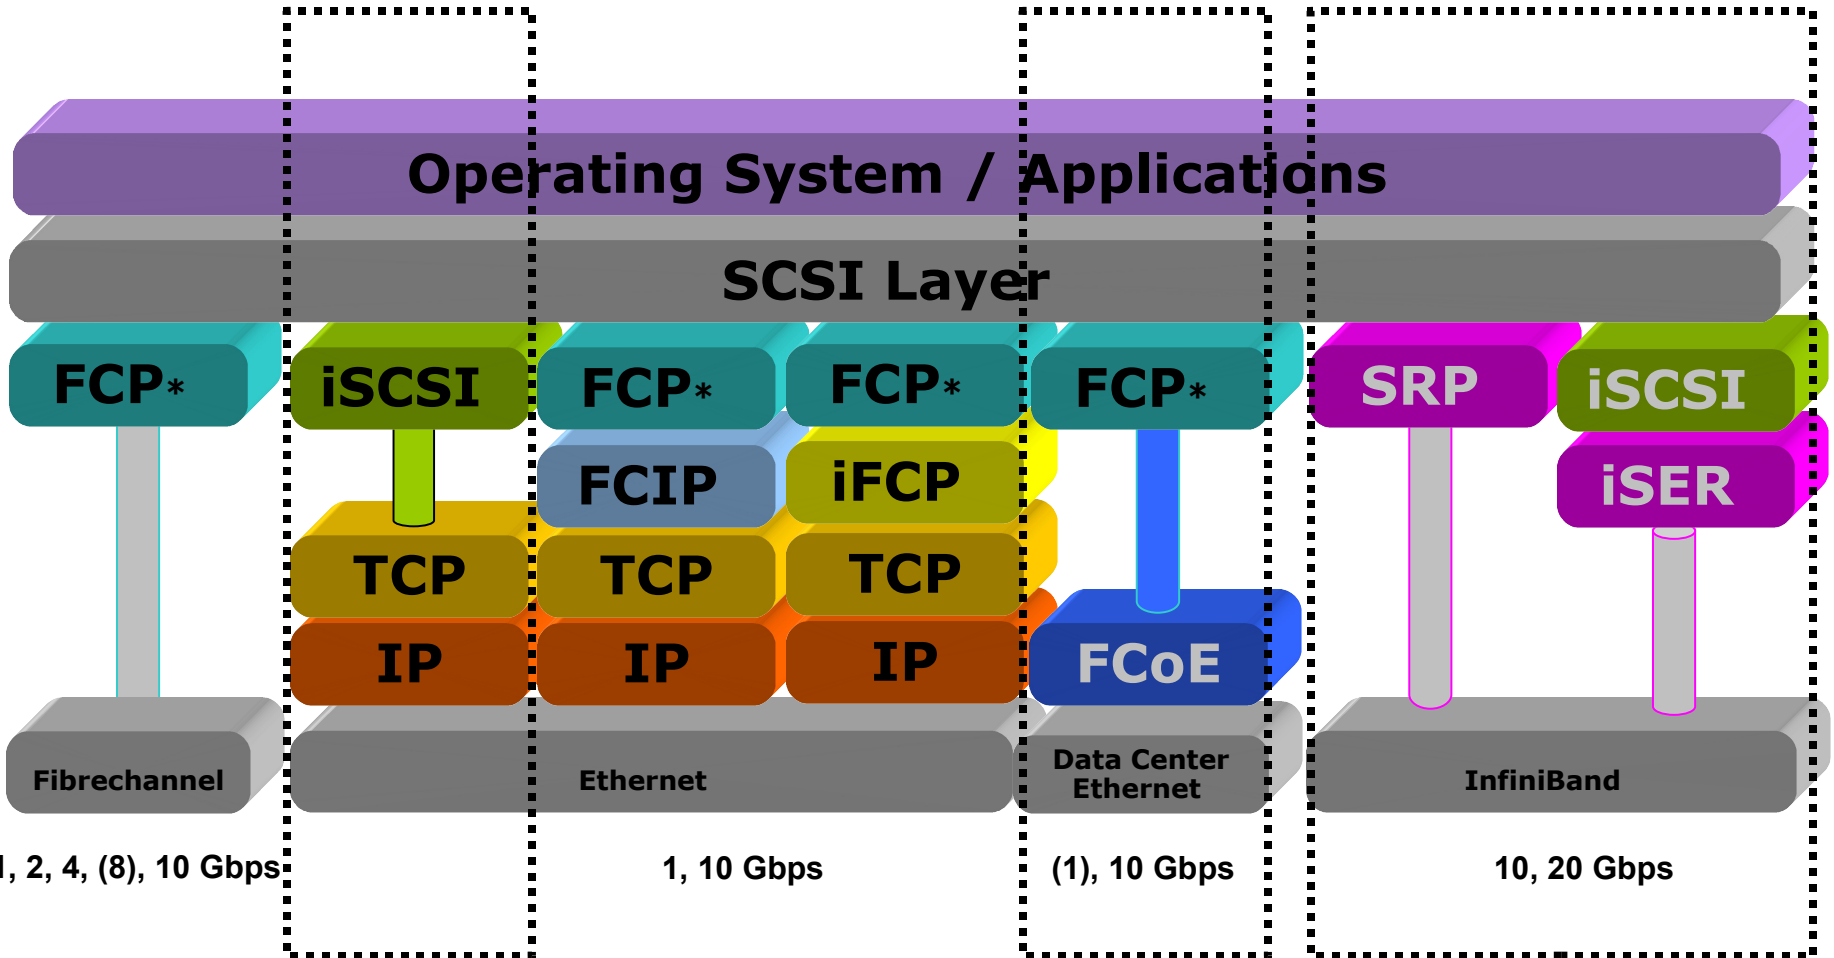 Operating System / Applications
SCSI Layer
FCP* iSCSI FCP* FCP* FCP* SRP iSCSI
FCIP iFCP iSER
TCP TCP TCP
IP IP IP FCoE
Fibrechannel Ethernet Data Center Ethernet InfiniBand
1, 2, 4, (8), 10 Gbps 1, 10 Gbps (1), 10 Gbps 10, 20 Gbps